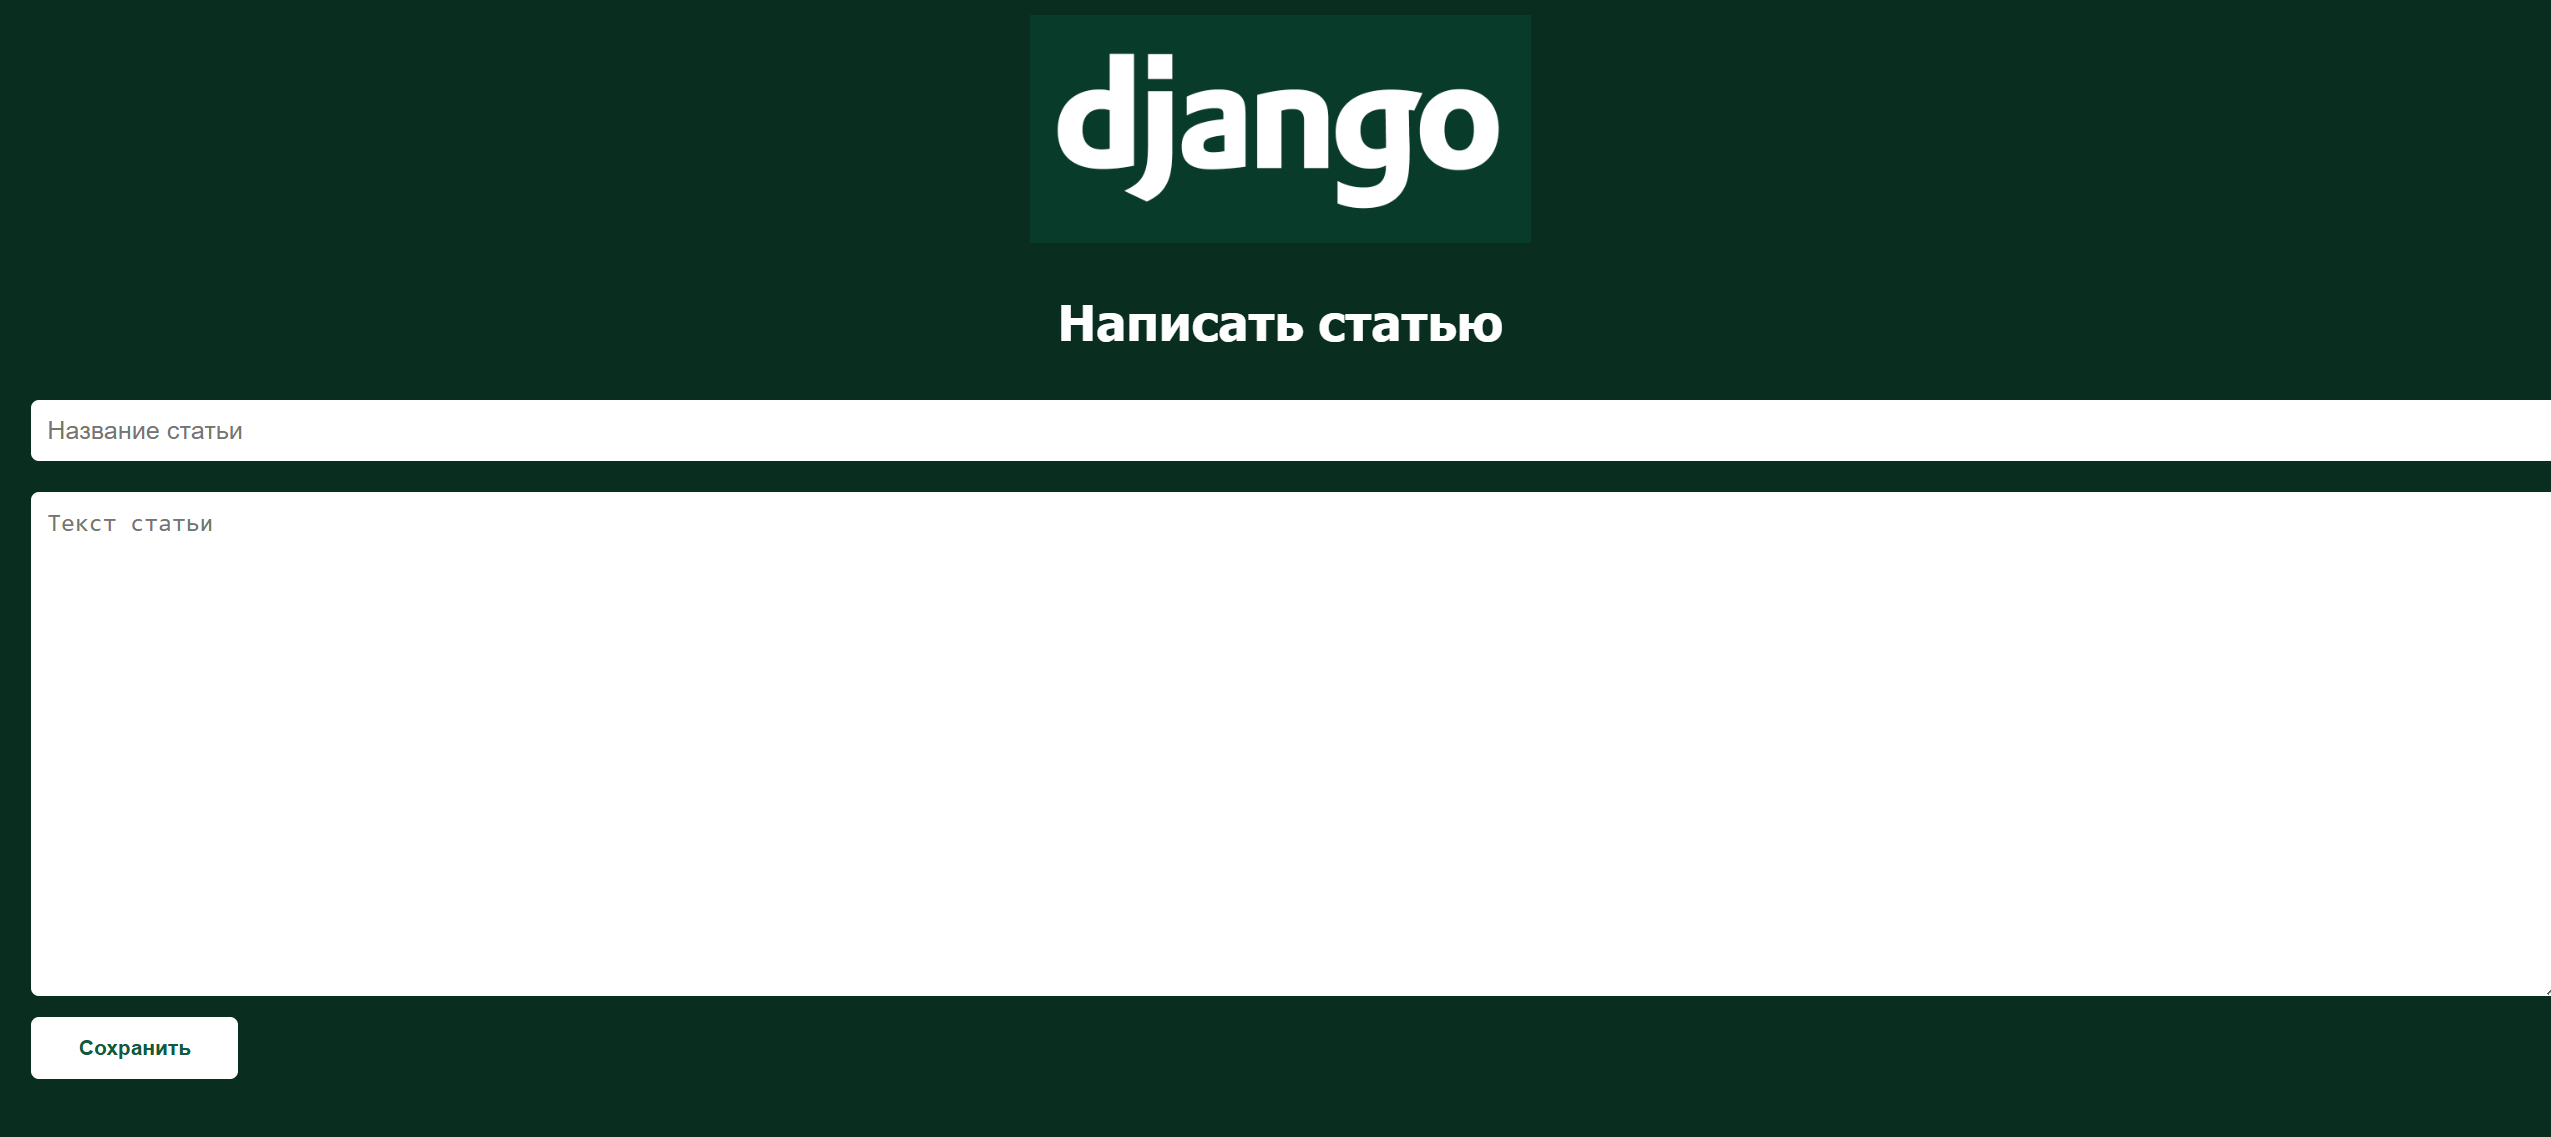 django
Написать статью
Название статьи
Текст статьи
Сохранить